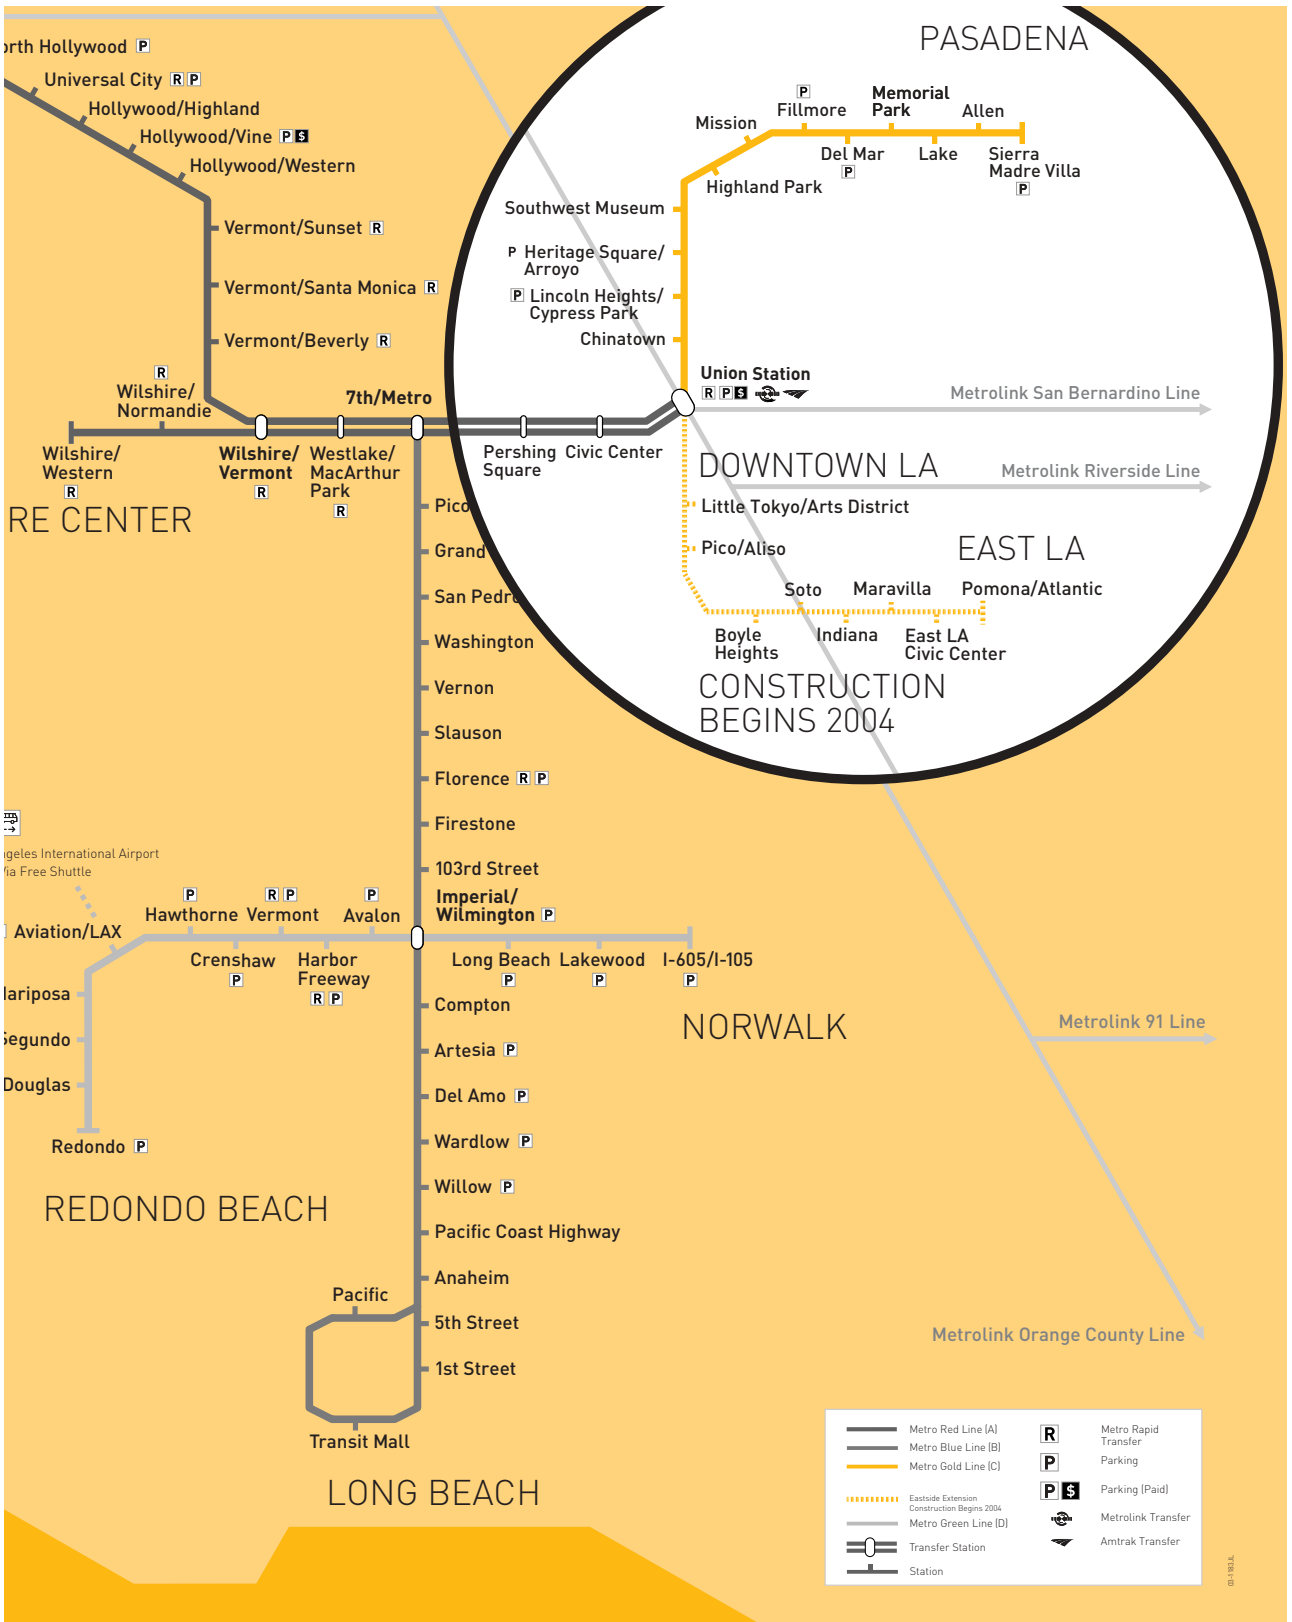 PASADENA
orth Hollywood P
Universal City R P
Hollywood/Highland
Hollywood/Vine P $
Hollywood/Western
Vermont/Sunset R
Vermont/Santa Monica R
Vermont/Beverly R
R
Wilshire/
Normandie
7th/Metro
Wilshire/
Western
R
Wilshire/
Vermont
R
Westlake/
MacArthur
Park
R
RE CENTER
P
Fillmore
Memorial
Park
Allen
Mission
Del Mar
P
Lake
Sierra
Madre Villa
P
Highland Park
Southwest Museum
P Heritage Square/
Arroyo
P Lincoln Heights/
Cypress Park
Chinatown
Union Station
R P $
Metrolink San Bernardino Line
Pershing
Square
Civic Center
DOWNTOWN LA
Metrolink Riverside Line
Little Tokyo/Arts District
Pico/Aliso
EAST LA
Soto
Maravilla
Pomona/Atlantic
Boyle
Heights
Indiana
East LA
Civic Center
CONSTRUCTION
BEGINS 2004
Pico
Grand
San Pedro
Washington
Vernon
Slauson
Florence R P
Firestone
103rd Street
Imperial/
Wilmington P
ngeles International Airport
Via Free Shuttle
Aviation/LAX
P
Hawthorne
R P
Vermont
P
Avalon
Crenshaw
P
Harbor
Freeway
R P
Long Beach
P
Lakewood
P
I-605/I-105
P
NORWALK
Mariposa
Segundo
Douglas
Redondo P
REDONDO BEACH
Compton
Artesia P
Del Amo P
Wardlow P
Willow P
Pacific Coast Highway
Anaheim
5th Street
1st Street
Pacific
Transit Mall
LONG BEACH
Metrolink 91 Line
Metrolink Orange County Line
Metro Red Line (A)
Metro Blue Line (B)
Metro Gold Line (C)
Eastside Extension
Construction Begins 2004
Metro Green Line (D)
Transfer Station
Station
R Metro Rapid
Transfer
P Parking
P $ Parking (Paid)
Metrolink Transfer
Amtrak Transfer